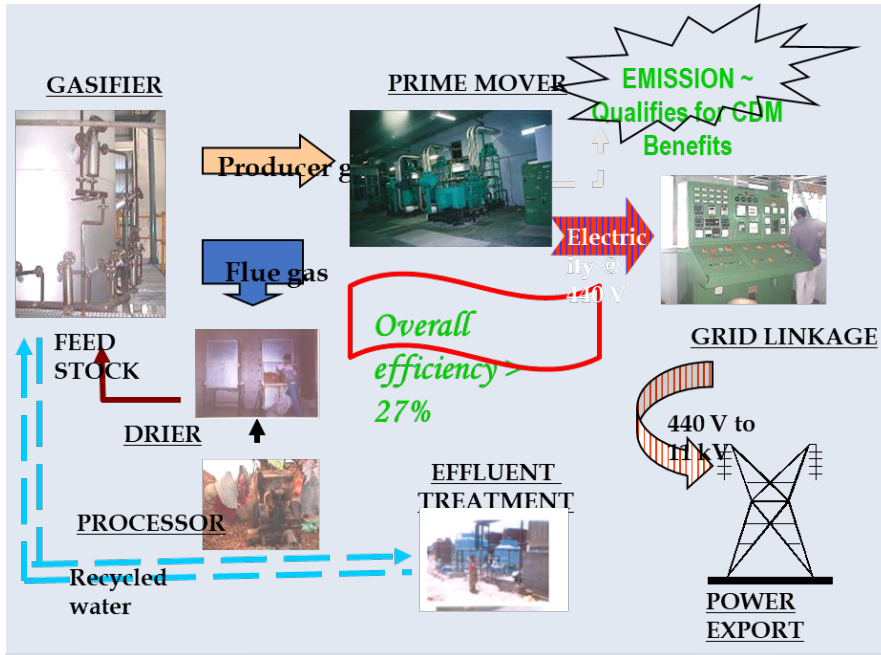 GASIFIER
PRIME MOVER
EMISSION ~
Qualifies for CDM
Benefits
Producer g
Flue gas
Electric
ity @
440 V
Overall
efficiency >
27%
GRID LINKAGE
FEED
STOCK
DRIER
440 V to
11 kV
EFFLUENT
TREATMENT
PROCESSOR
Recycled
water
POWER
EXPORT